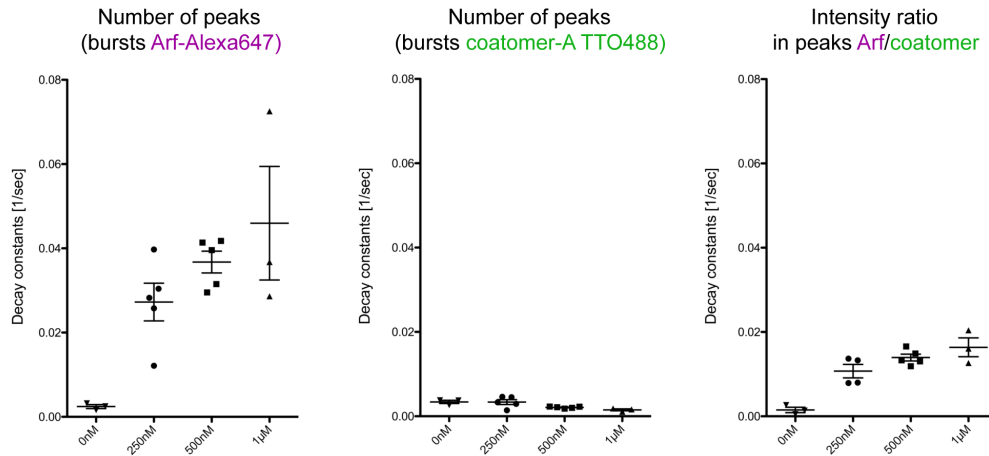 Number of peaks
(bursts Arf-Alexa647)
Decay constants [1/sec]
0.08
0.06
0.04
0.02
0.00
0nM
250nM
500nM
1µM
Number of peaks
(bursts coatomer-A TTO488)
Decay constants [1/sec]
0.08
0.06
0.04
0.02
0.00
0nM
250nM
500nM
1µM
Intensity ratio
in peaks Arf/coatomer
Decay constants [1/sec]
0.08
0.06
0.04
0.02
0.00
0nM
250nM
500nM
1µM